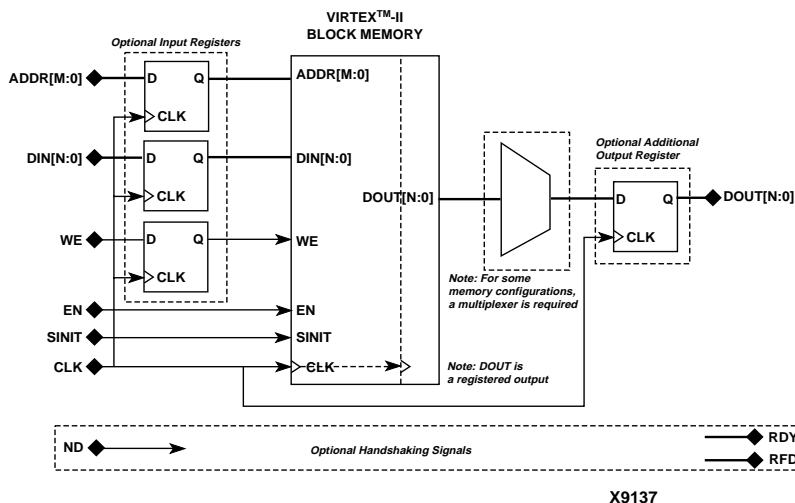 VIRTEX™-II
BLOCK MEMORY
Optional Input Registers
ADDR[M:0]
D Q
CLK
ADDR[M:0]
DIN[N:0]
D Q
CLK
DIN[N:0]
WE
D Q
CLK
WE
DOUT[N:0]
Optional Additional
Output Register
D Q
CLK
DOUT[N:0]
Note: For some
memory configurations,
a multiplexer is required
EN
EN
SINIT
SINIT
CLK
CLK
Note: DOUT is
a registered output
ND
Optional Handshaking Signals
RDY
RFD
X9137